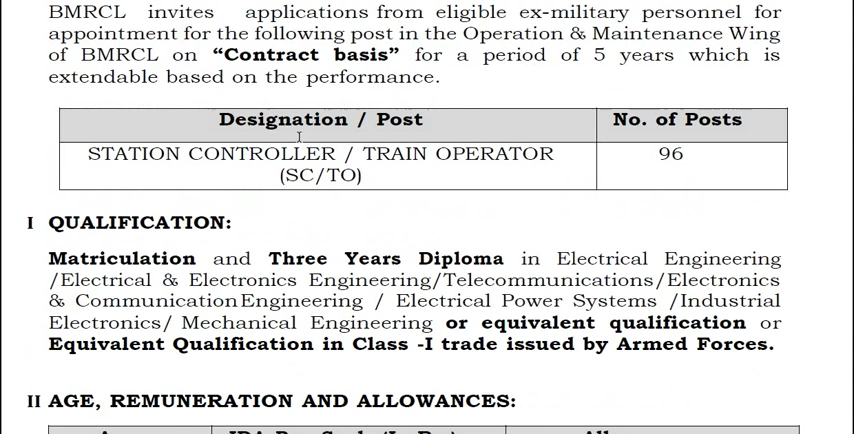 BMRCL invites applications from eligible ex-military personnel for
appointment for the following post in the Operation & Maintenance Wing
of BMRCL on “Contract basis” for a period of 5 years which is
extendable based on the performance.
Designation / Post No. of Posts
STATION CONTROLLER / TRAIN OPERATOR 96
(SC/TO)
I QUALIFICATION:
Matriculation and Three Years Diploma in Electrical Engineering
/Electrical & Electronics Engineering/Telecommunications/Electronics
& Communication Engineering / Electrical Power Systems /Industrial
Electronics/ Mechanical Engineering or equivalent qualification or
Equivalent Qualification in Class -I trade issued by Armed Forces.
II AGE, REMUNERATION AND ALLOWANCES: